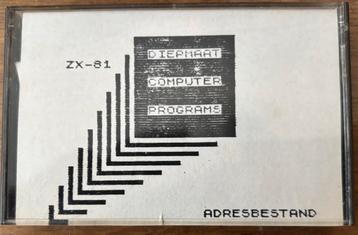 ZX-81
DIEPMAAT
COMPUTER
PROGRAMS
ADRESBESTAND